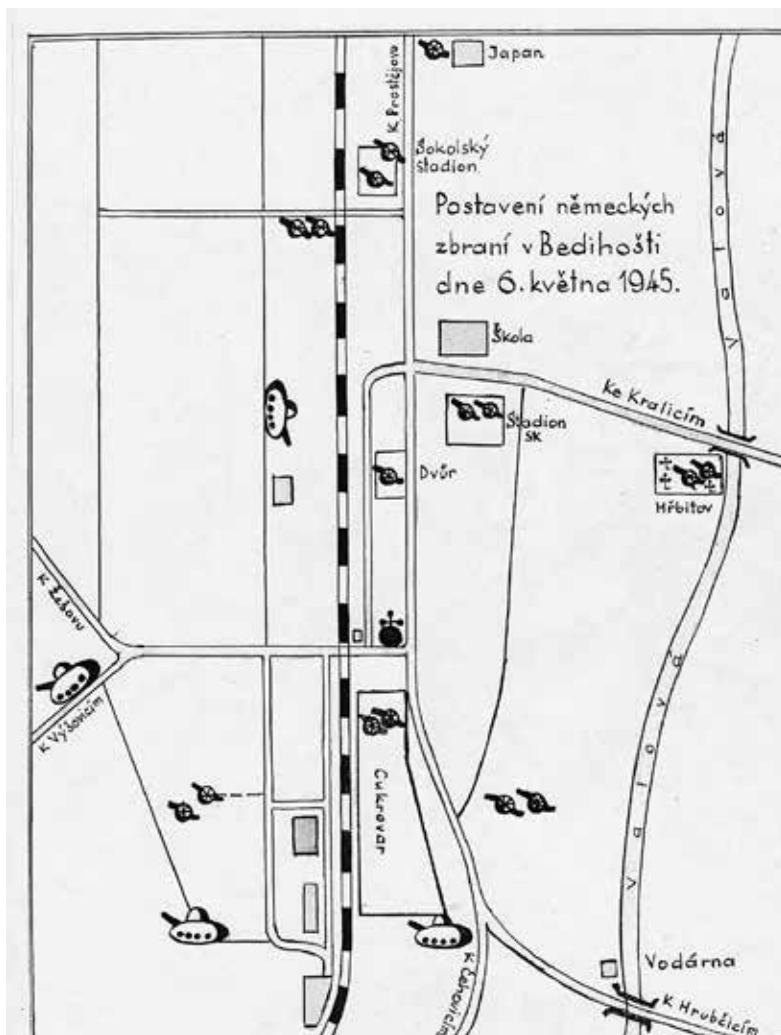 K Prostějovu
Japan
Sokolský
stadion
Postavení německých
zbraní v Bedihošti
dne 6. května 1945.
Valová
Škola
Ke Kralicím
Stadion
SK
Dvůr
Hřbitov
K Žešovu
K Výšovicím
Cukrovar
Valová
Vodárna
K Čehovicím
K Hrubčicím